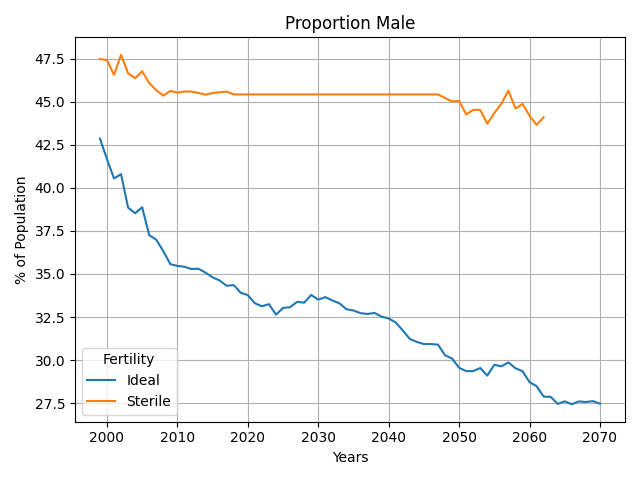 Proportion Male
% of Population
47.5
45.0
42.5
40.0
37.5
35.0
32.5
30.0
27.5
Fertility
Ideal
Sterile
2000 2010 2020 2030 2040 2050 2060 2070
Years